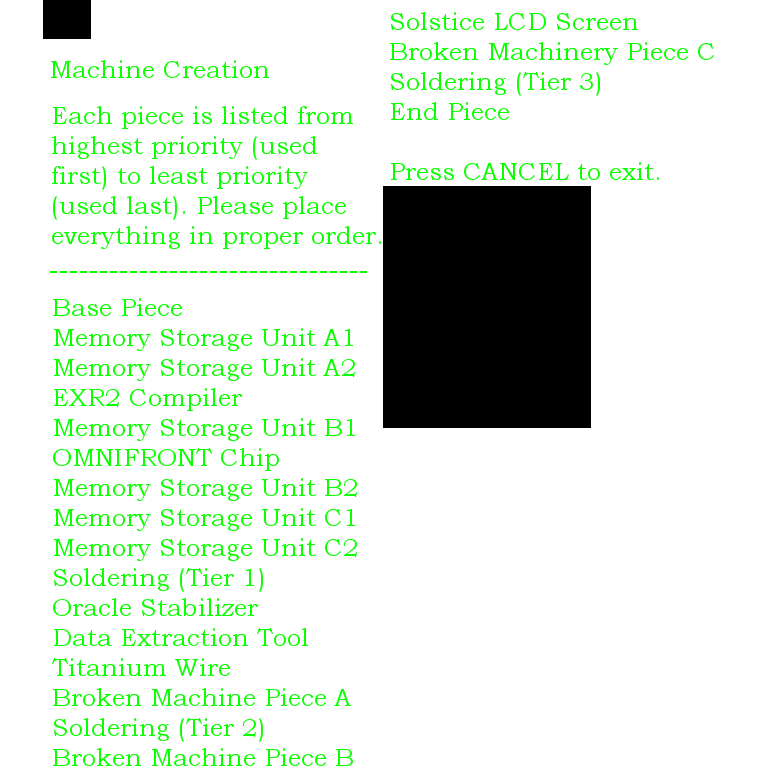 Machine Creation
Each piece is listed from
highest priority (used
first) to least priority
(used last). Please place
everything in proper order.
--------------------------------
Base Piece
Memory Storage Unit A1
Memory Storage Unit A2
EXR2 Compiler
Memory Storage Unit B1
OMNIFRONT Chip
Memory Storage Unit B2
Memory Storage Unit C1
Memory Storage Unit C2
Soldering (Tier 1)
Oracle Stabilizer
Data Extraction Tool
Titanium Wire
Broken Machine Piece A
Soldering (Tier 2)
Broken Machine Piece B
Solstice LCD Screen
Broken Machinery Piece C
Soldering (Tier 3)
End Piece
Press CANCEL to exit.